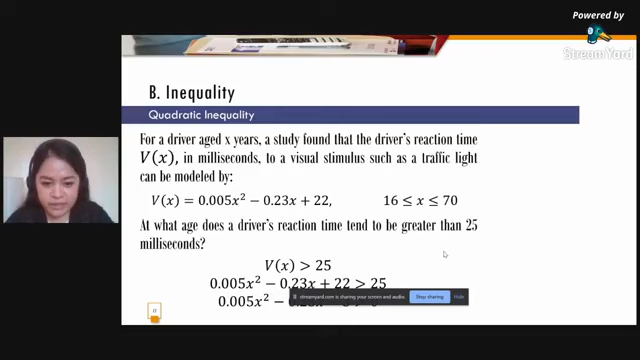 Powered by
StreamYard
B. Inequality
Quadratic Inequality
For a driver aged x years, a study found that the driver's reaction time
V(x), in milliseconds, to a visual stimulus such as a traffic light
can be modeled by:
V(x) = 0.005x² − 0.23x + 22, 16 ≤ x ≤ 70
At what age does a driver's reaction time tend to be greater than 25
milliseconds?
V(x) > 25
0.005x² − 0.23x + 22 > 25
streamyard.com is sharing your screen and audio. Stop sharing Hide
0.005x² −